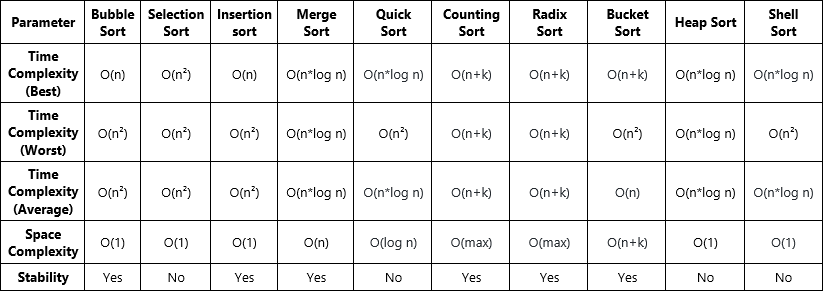 Parameter Bubble Sort Selection Sort Insertion sort Merge Sort Quick Sort Counting Sort Radix Sort Bucket Sort Heap Sort Shell Sort
Time Complexity (Best) O(n) O(n²) O(n) O(n*log n) O(n*log n) O(n+k) O(n+k) O(n+k) O(n*log n) O(n*log n)
Time Complexity (Worst) O(n²) O(n²) O(n²) O(n*log n) O(n²) O(n+k) O(n+k) O(n²) O(n*log n) O(n²)
Time Complexity (Average) O(n²) O(n²) O(n²) O(n*log n) O(n*log n) O(n+k) O(n+k) O(n) O(n*log n) O(n*log n)
Space Complexity O(1) O(1) O(1) O(n) O(log n) O(max) O(max) O(n+k) O(1) O(1)
Stability Yes No Yes Yes No Yes Yes Yes No No